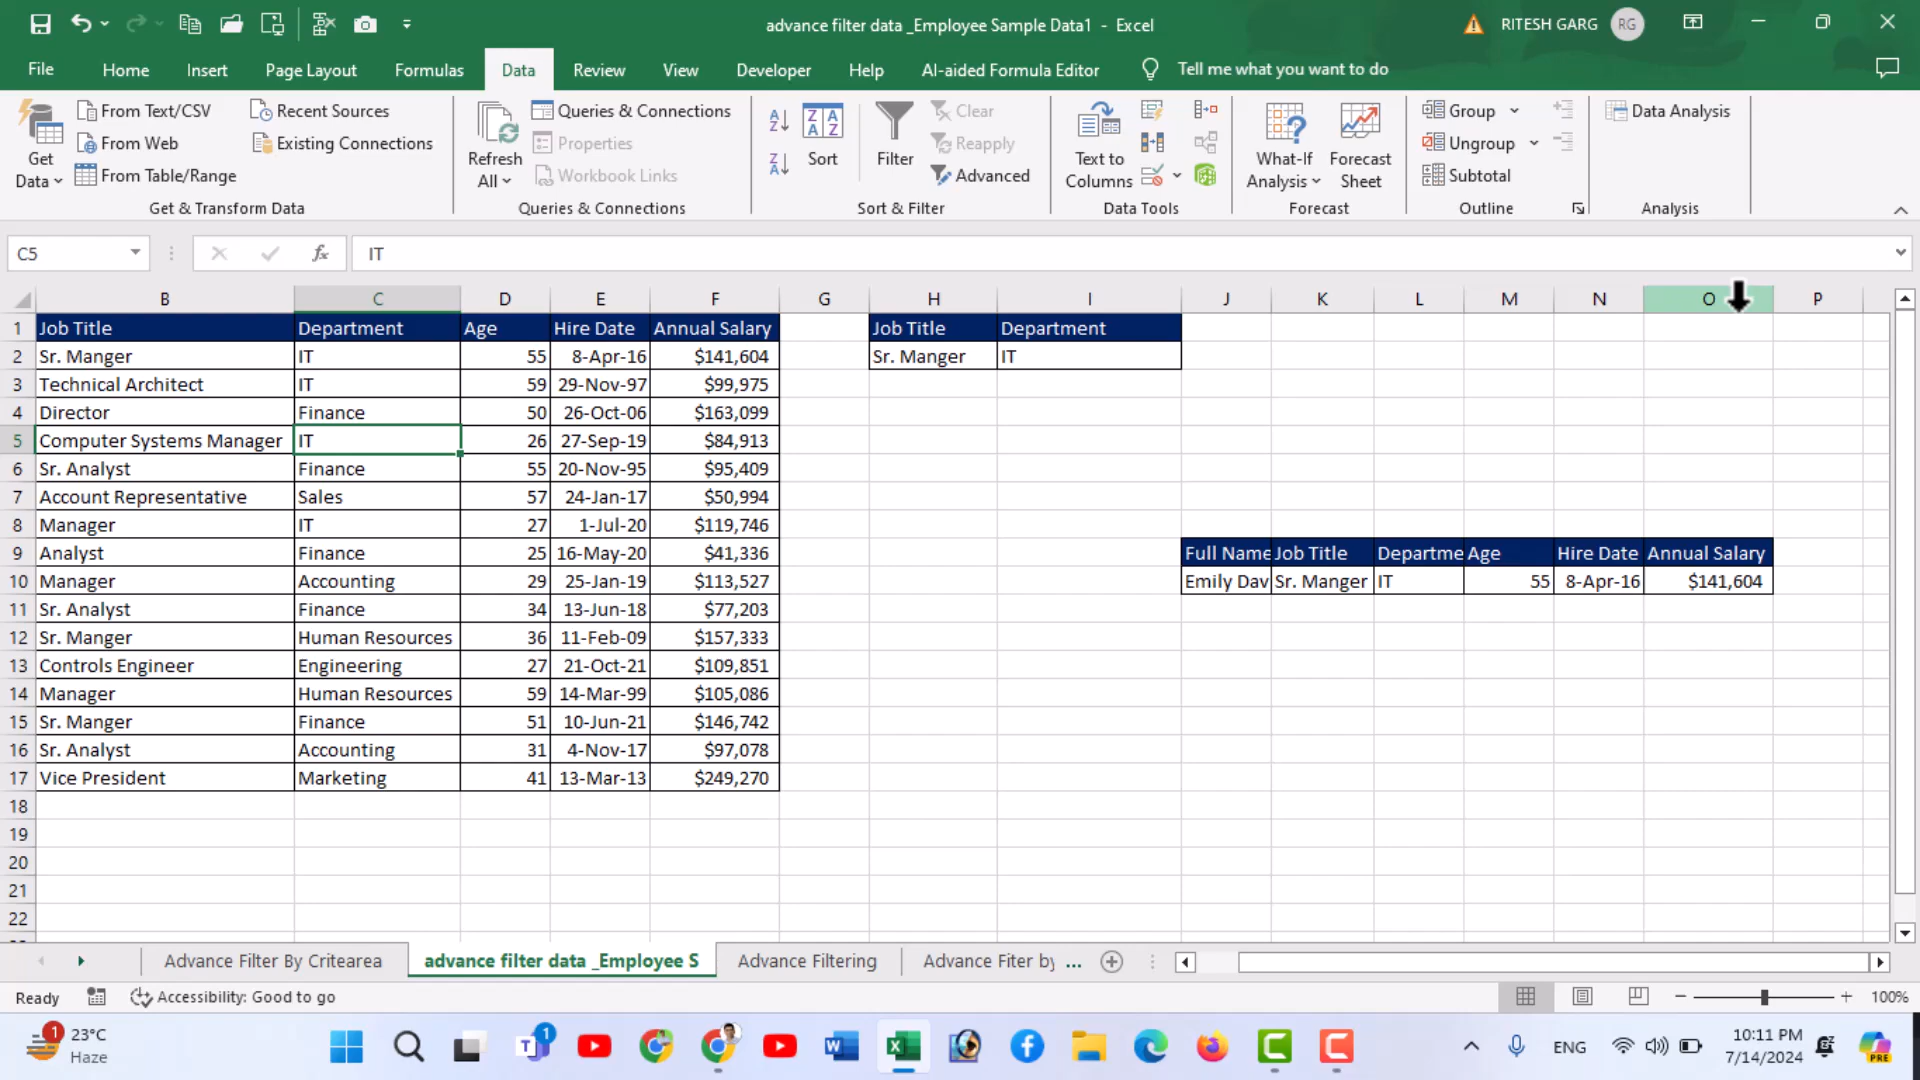 advance filter data _Employee Sample Data1 - Excel
RITESH GARG RG
File Home Insert Page Layout Formulas Data Review View Developer Help AI-aided Formula Editor Tell me what you want to do
Get Data
From Text/CSV
From Web
From Table/Range
Recent Sources
Existing Connections
Get & Transform Data
Refresh All
Queries & Connections
Properties
Workbook Links
Queries & Connections
Sort
Filter
Clear
Reapply
Advanced
Sort & Filter
Text to Columns
Data Tools
What-If Analysis
Forecast Sheet
Forecast
Group
Ungroup
Subtotal
Outline
Data Analysis
Analysis
C5 fx IT
B C D E F G H I J K L M N O P
1 Job Title Department Age Hire Date Annual Salary Job Title Department
2 Sr. Manger IT 55 8-Apr-16 $141,604 Sr. Manger IT
3 Technical Architect IT 59 29-Nov-97 $99,975
4 Director Finance 50 26-Oct-06 $163,099
5 Computer Systems Manager IT 26 27-Sep-19 $84,913
6 Sr. Analyst Finance 55 20-Nov-95 $95,409
7 Account Representative Sales 57 24-Jan-17 $50,994
8 Manager IT 27 1-Jul-20 $119,746
9 Analyst Finance 25 16-May-20 $41,336 Full Name Job Title Departme Age Hire Date Annual Salary
10 Manager Accounting 29 25-Jan-19 $113,527 Emily Dav Sr. Manger IT 55 8-Apr-16 $141,604
11 Sr. Analyst Finance 34 13-Jun-18 $77,203
12 Sr. Manger Human Resources 36 11-Feb-09 $157,333
13 Controls Engineer Engineering 27 21-Oct-21 $109,851
14 Manager Human Resources 59 14-Mar-99 $105,086
15 Sr. Manger Finance 51 10-Jun-21 $146,742
16 Sr. Analyst Accounting 31 4-Nov-17 $97,078
17 Vice President Marketing 41 13-Mar-13 $249,270
18
19
20
21
22
Advance Filter By Critearea advance filter data _Employee S Advance Filtering Advance Fiter by ...
Ready Accessibility: Good to go 100%
1 23°C
Haze
1
ENG
10:11 PM
7/14/2024
PRE